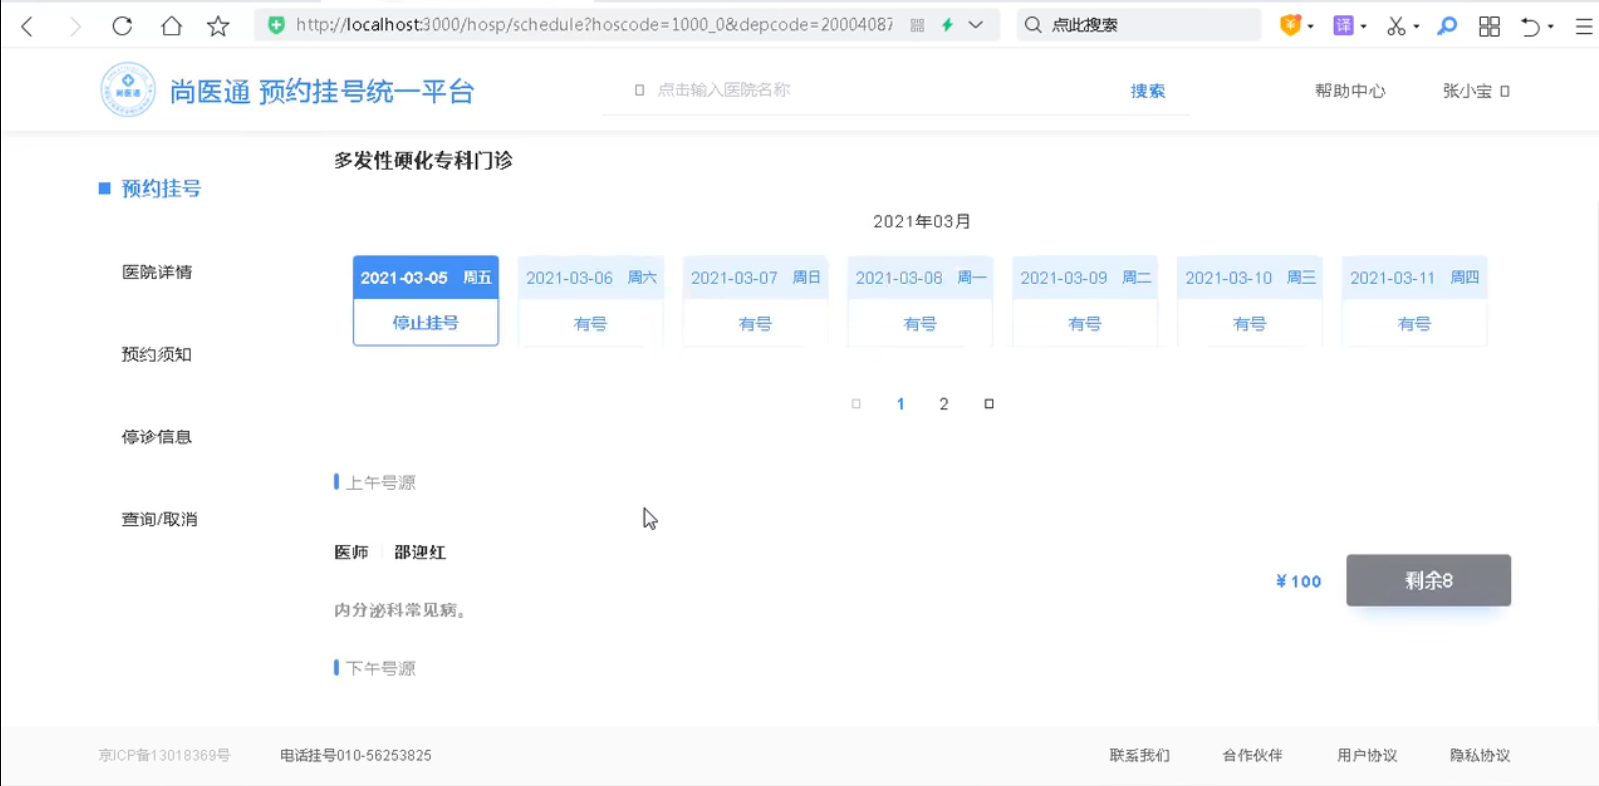 http://localhost:3000/hosp/schedule?hoscode=1000_0&depcode=20004087
点此搜索
译
尚医通
尚医通 预约挂号统一平台
点击输入医院名称
搜索
帮助中心
张小宝
预约挂号
医院详情
预约须知
停诊信息
查询/取消
多发性硬化专科门诊
2021年03月
2021-03-05 周五
停止挂号
2021-03-06 周六
有号
2021-03-07 周日
有号
2021-03-08 周一
有号
2021-03-09 周二
有号
2021-03-10 周三
有号
2021-03-11 周四
有号
1 2
上午号源
医师 邵迎红
内分泌科常见病。
¥100
剩余8
下午号源
京ICP备13018369号
电话挂号010-56253825
联系我们
合作伙伴
用户协议
隐私协议